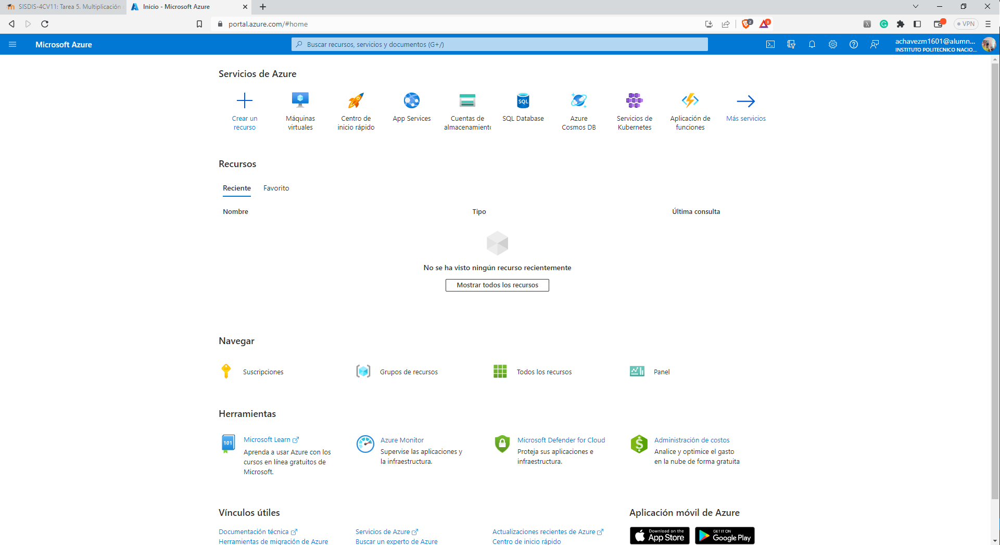 SISDIS-4CV11: Tarea 5. Multiplicación
Inicio - Microsoft Azure
portal.azure.com/#home
2
3
VPN
Microsoft Azure
Buscar recursos, servicios y documentos (G+/)
achavezm1601@alumn...
INSTITUTO POLITECNICO NACIO...
Servicios de Azure
Crear un
recurso
Máquinas
virtuales
Centro de
inicio rápido
App Services
Cuentas de
almacenamiento
SQL
SQL Database
Azure
Cosmos DB
Servicios de
Kubernetes
Aplicación de
funciones
Más servicios
Recursos
Reciente
Favorito
Nombre
Tipo
Última consulta
No se ha visto ningún recurso recientemente
Mostrar todos los recursos
Navegar
Suscripciones
Grupos de recursos
Todos los recursos
Panel
Herramientas
101
Microsoft Learn
Aprenda a usar Azure con los
cursos en línea gratuitos de
Microsoft.
Azure Monitor
Supervise las aplicaciones y
la infraestructura.
Microsoft Defender for Cloud
Proteja sus aplicaciones e
infraestructura.
$
Administración de costos
Analice y optimice el gasto
en la nube de forma gratuita
Vínculos útiles
Documentación técnica
Herramientas de migración de Azure
Servicios de Azure
Buscar un experto de Azure
Actualizaciones recientes de Azure
Centro de inicio rápido
Aplicación móvil de Azure
Download on the
App Store
GET IT ON
Google Play